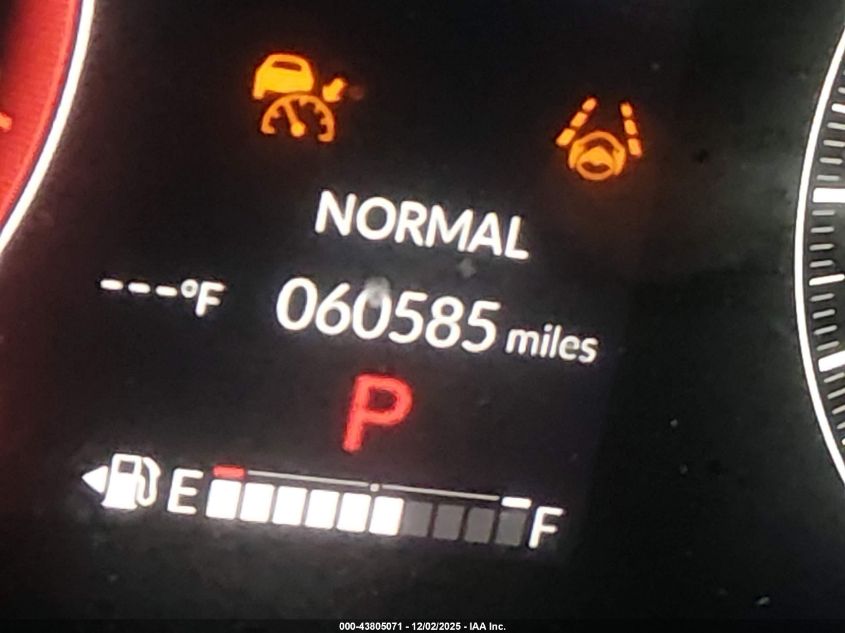 NORMAL
---°F 060585 miles
P
E F
000-43805071 - 12/02/2025 - IAA Inc.